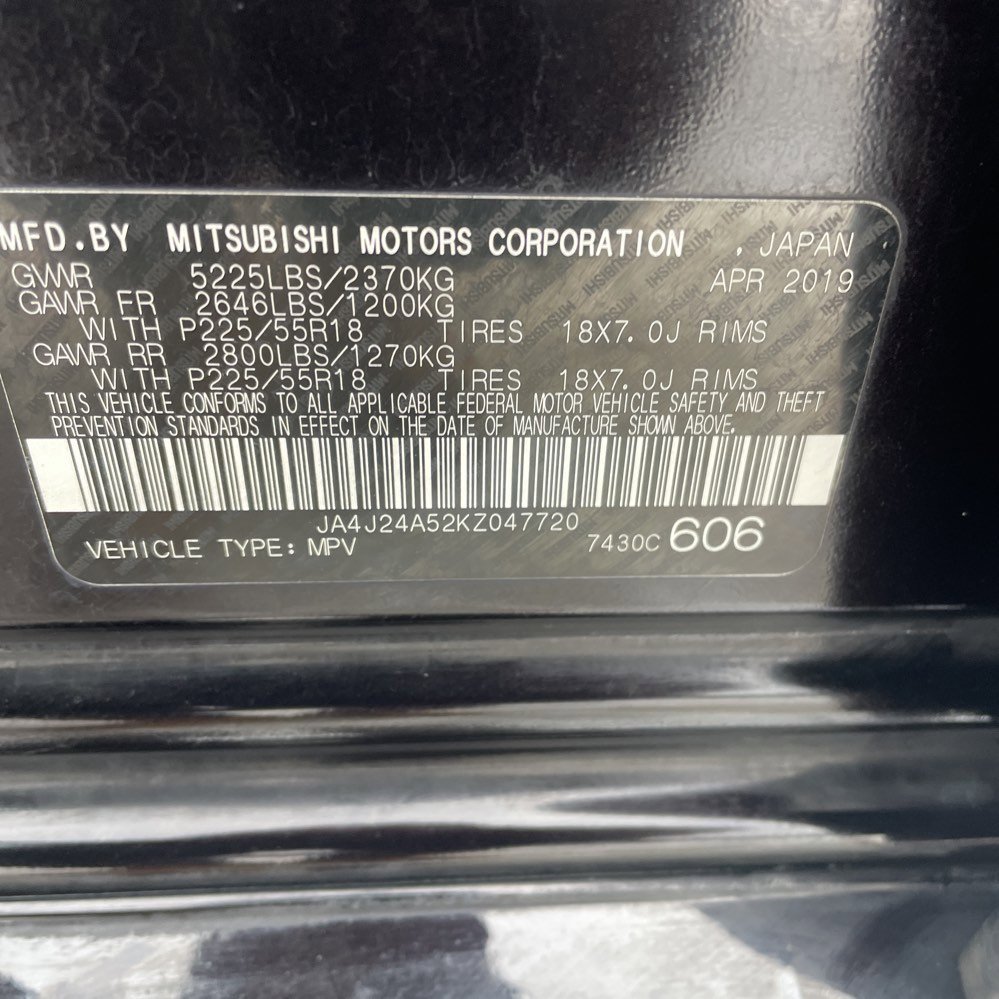 MFD.BY MITSUBISHI MOTORS CORPORATION . JAPAN
GVWR 5225LBS/2370KG APR 2019
GAWR FR 2646LBS/1200KG
WITH P225/55R18 TIRES 18X7.0J RIMS
GAWR RR 2800LBS/1270KG
WITH P225/55R18 TIRES 18X7.0J RIMS
THIS VEHICLE CONFORMS TO ALL APPLICABLE FEDERAL MOTOR VEHICLE SAFETY AND THEFT
PREVENTION STANDARDS IN EFFECT ON THE DATE OF MANUFACTURE SHOWN ABOVE.
JA4J24A52KZ047720
VEHICLE TYPE: MPV 7430C 606